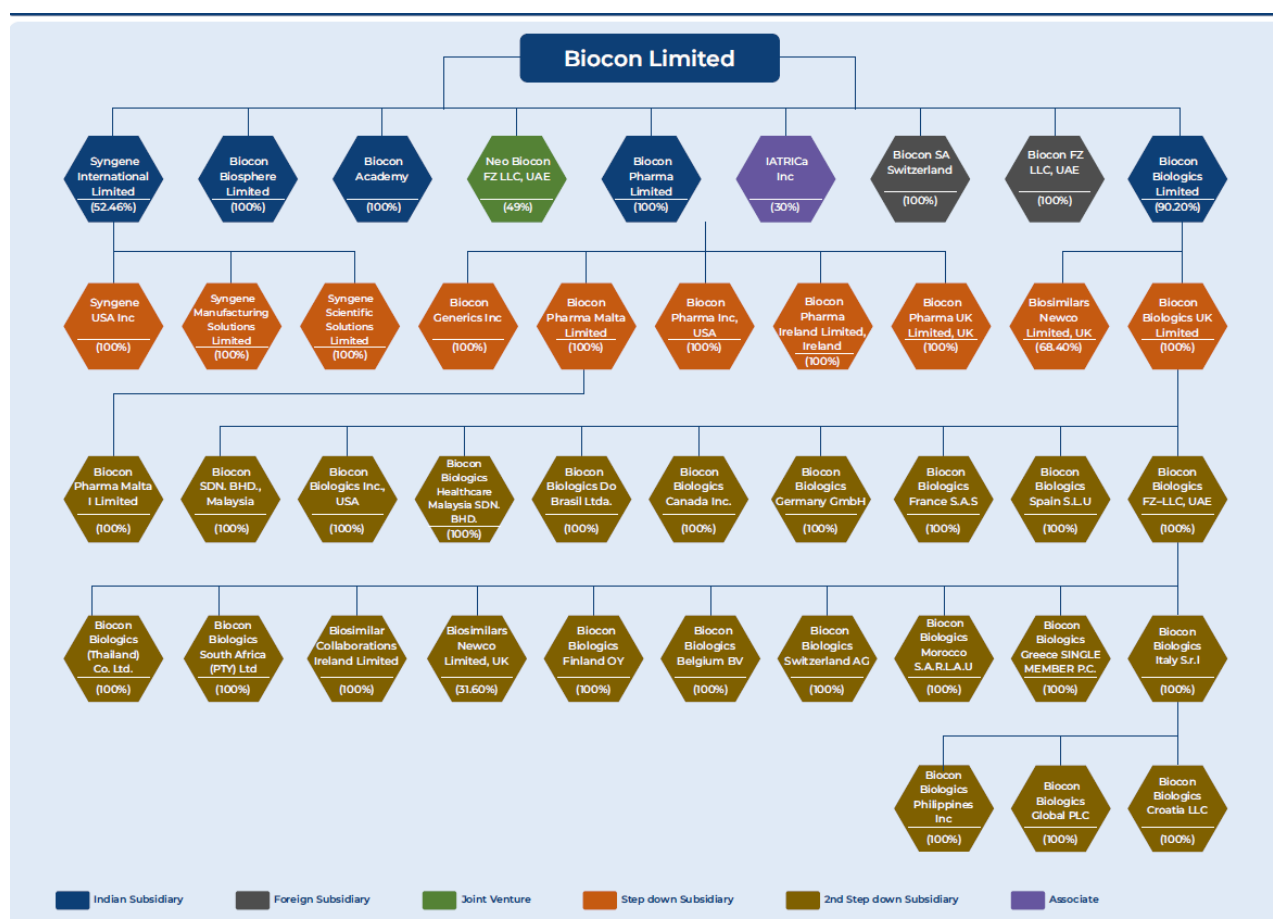 Biocon Limited
Syngene
International
Limited
(52.46%)
Biocon
Biosphere
Limited
(100%)
Biocon
Academy
(100%)
Neo Biocon
FZ LLC, UAE
(49%)
Biocon
Pharma
Limited
(100%)
IATRICa
Inc
(30%)
Biocon SA
Switzerland
(100%)
Biocon FZ
LLC, UAE
(100%)
Biocon
Biologics
Limited
(90.20%)
Syngene
USA Inc
(100%)
Syngene
Manufacturing
Solutions
Limited
(100%)
Syngene
Scientific
Solutions
Limited
(100%)
Biocon
Generics Inc
(100%)
Biocon
Pharma Malta
Limited
(100%)
Biocon
Pharma Inc,
USA
(100%)
Biocon
Pharma
Ireland Limited,
Ireland
(100%)
Biocon
Pharma UK
Limited, UK
(100%)
Biosimilars
Newco
Limited, UK
(68.40%)
Biocon
Biologics UK
Limited
(100%)
Biocon
Pharma Malta
I Limited
(100%)
Biocon
SDN. BHD.,
Malaysia
(100%)
Biocon
Biologics Inc.,
USA
(100%)
Biocon
Biologics
Healthcare
Malaysia SDN.
BHD.
(100%)
Biocon
Biologics Do
Brasil Ltda.
(100%)
Biocon
Biologics
Canada Inc.
(100%)
Biocon
Biologics
Germany GmbH
(100%)
Biocon
Biologics
France S.A.S
(100%)
Biocon
Biologics
Spain S.L.U
(100%)
Biocon
Biologics
FZ–LLC, UAE
(100%)
Biocon
Biologics
(Thailand)
Co. Ltd.
(100%)
Biocon
Biologics
South Africa
(PTY) Ltd
(100%)
Biosimilar
Collaborations
Ireland Limited
(100%)
Biosimilars
Newco
Limited, UK
(31.60%)
Biocon
Biologics
Finland OY
(100%)
Biocon
Biologics
Belgium BV
(100%)
Biocon
Biologics
Switzerland AG
(100%)
Biocon
Biologics
Morocco
S.A.R.L.A.U
(100%)
Biocon
Biologics
Greece SINGLE
MEMBER P.C.
(100%)
Biocon
Biologics
Italy S.r.l
(100%)
Biocon
Biologics
Philippines
Inc
(100%)
Biocon
Biologics
Global PLC
(100%)
Biocon
Biologics
Croatia LLC
(100%)
Indian Subsidiary
Foreign Subsidiary
Joint Venture
Step down Subsidiary
2nd Step down Subsidiary
Associate